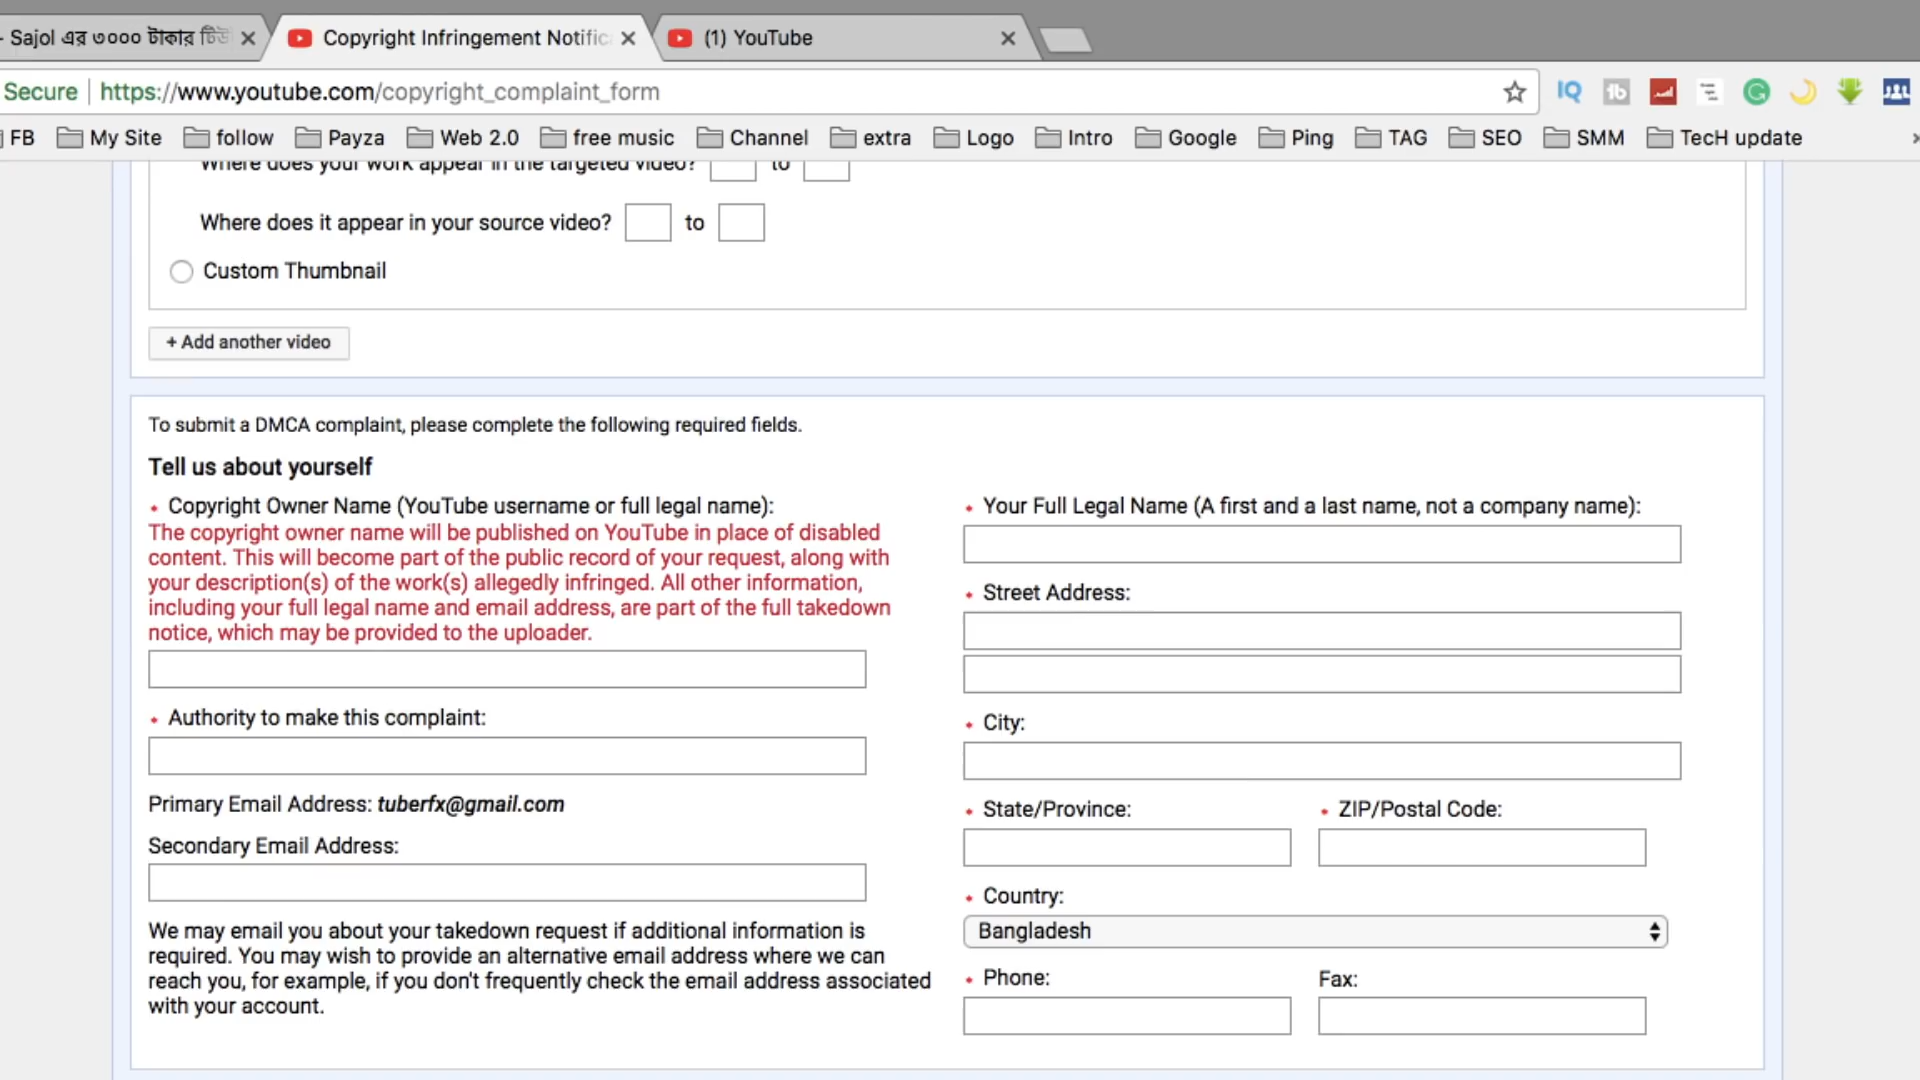 - Sajol এর ৩০০০ টাকার
Copyright Infringement Notific
(1) YouTube
Secure https://www.youtube.com/copyright_complaint_form
FB My Site follow Payza Web 2.0 free music Channel extra Logo Intro Google Ping TAG SEO SMM TecH update
Where does your work appear in the targeted video? to
Where does it appear in your source video? to
Custom Thumbnail
+ Add another video
To submit a DMCA complaint, please complete the following required fields.
Tell us about yourself
Copyright Owner Name (YouTube username or full legal name):
The copyright owner name will be published on YouTube in place of disabled
content. This will become part of the public record of your request, along with
your description(s) of the work(s) allegedly infringed. All other information,
including your full legal name and email address, are part of the full takedown
notice, which may be provided to the uploader.
Authority to make this complaint:
Primary Email Address: tuberfx@gmail.com
Secondary Email Address:
We may email you about your takedown request if additional information is
required. You may wish to provide an alternative email address where we can
reach you, for example, if you don't frequently check the email address associated
with your account.
Your Full Legal Name (A first and a last name, not a company name):
Street Address:
City:
State/Province: ZIP/Postal Code:
Country:
Bangladesh
Phone: Fax: